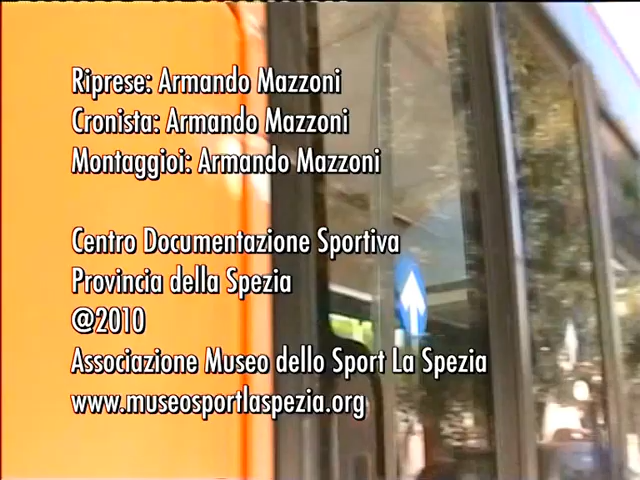 Riprese: Armando Mazzoni
Cronista: Armando Mazzoni
Montaggioi: Armando Mazzoni
Centro Documentazione Sportiva
Provincia della Spezia
@2010
Associazione Museo dello Sport La Spezia
www.museosportlaspezia.org